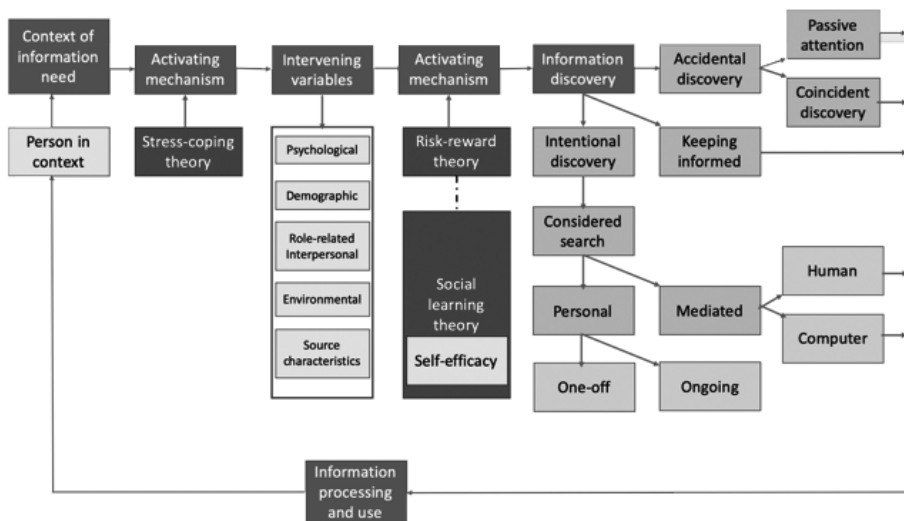 Context of
information
need
Activating
mechanism
Intervening
variables
Activating
mechanism
Information
discovery
Accidental
discovery
Passive
attention
Coincident
discovery
Person in
context
Stress-coping
theory
Psychological
Demographic
Role-related
Interpersonal
Environmental
Source
characteristics
Risk-reward
theory
Social
learning
theory
Self-efficacy
Intentional
discovery
Keeping
informed
Considered
search
Personal
Mediated
Human
Computer
One-off
Ongoing
Information
processing
and use